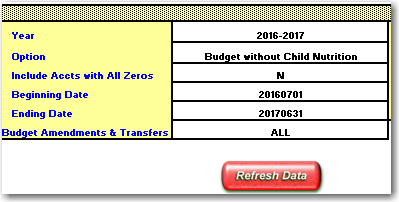 Year 2016-2017
Option Budget without Child Nutrition
Include Accts with All Zeros N
Beginning Date 20160701
Ending Date 20170631
Budget Amendments & Transfers ALL
Refresh Data